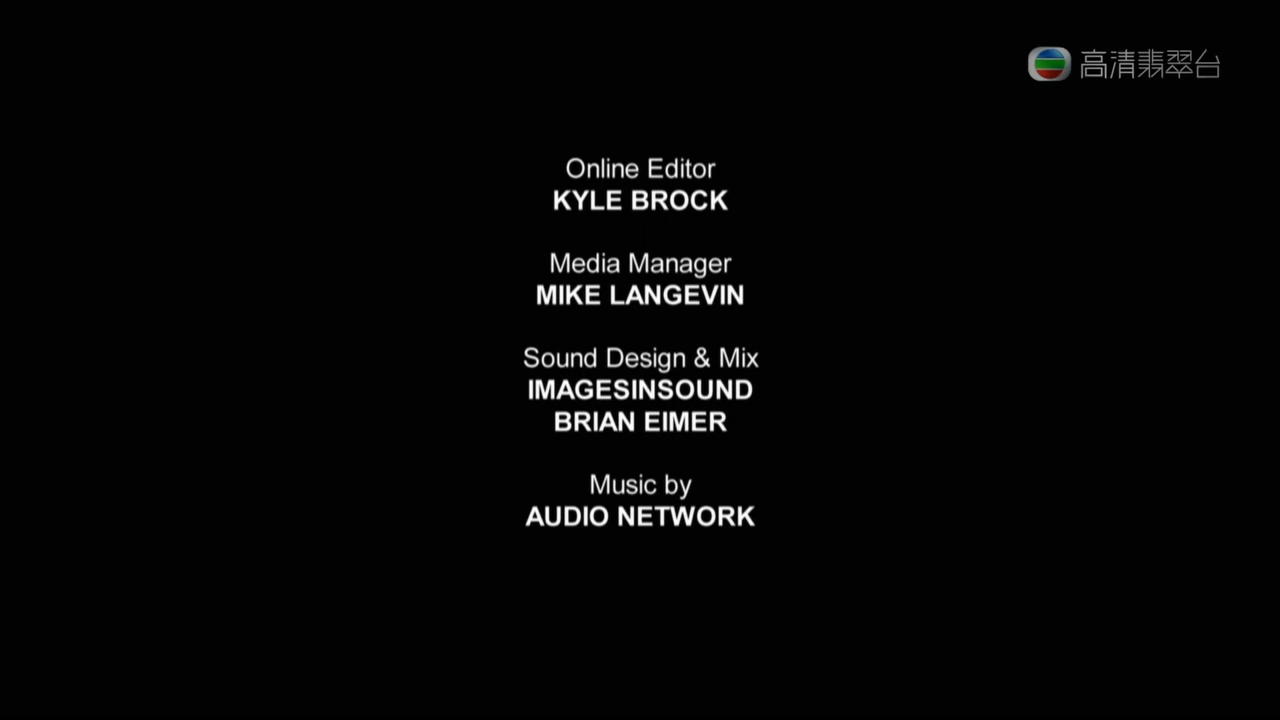 高清翡翠台
Online Editor
KYLE BROCK
Media Manager
MIKE LANGEVIN
Sound Design & Mix
IMAGESINSOUND
BRIAN EIMER
Music by
AUDIO NETWORK